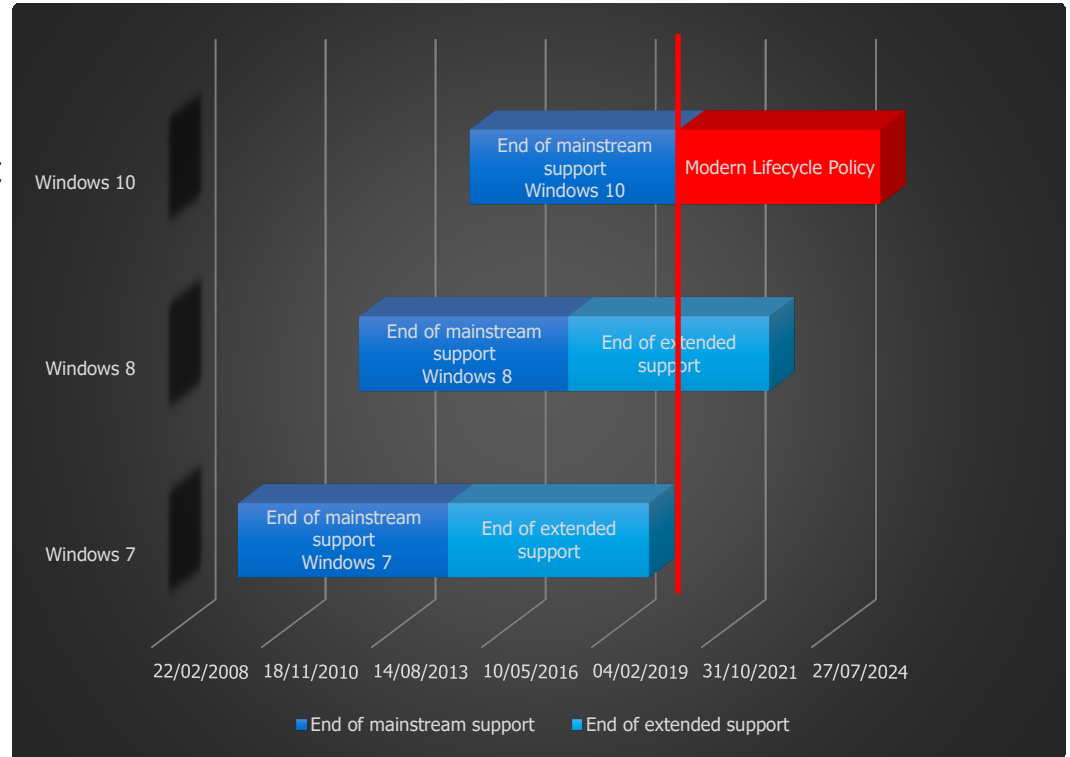 Windows 10
End of mainstream
support
Windows 10
Modern Lifecycle Policy
Windows 8
End of mainstream
support
Windows 8
End of extended
support
Windows 7
End of mainstream
support
Windows 7
End of extended
support
22/02/2008 18/11/2010 14/08/2013 10/05/2016 04/02/2019 31/10/2021 27/07/2024
End of mainstream support End of extended support